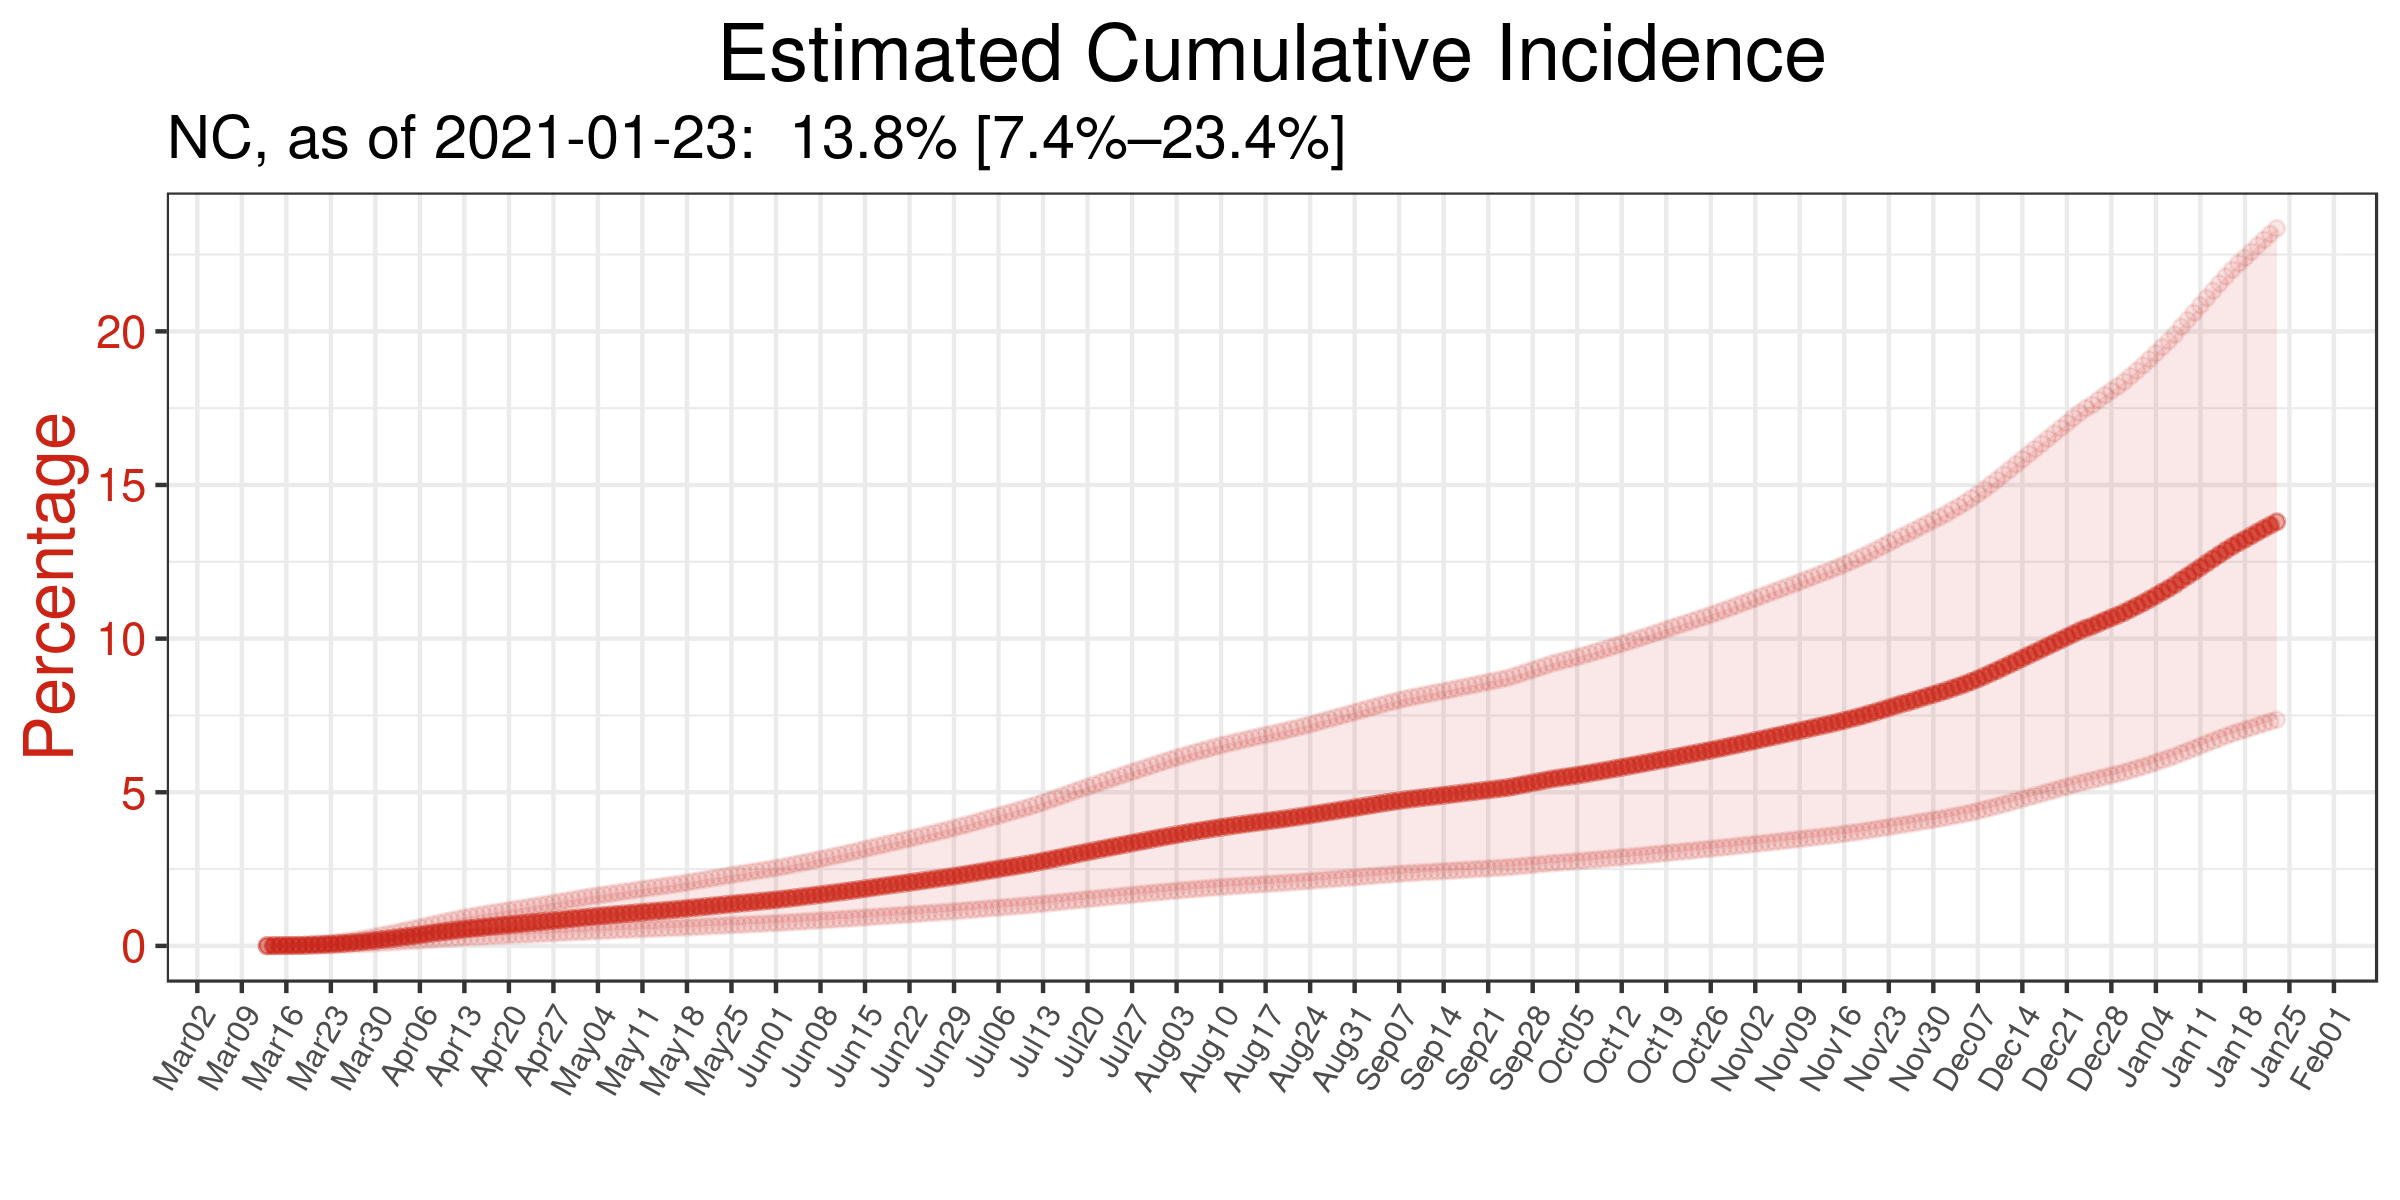 Estimated Cumulative Incidence
NC, as of 2021-01-23:  13.8% [7.4%–23.4%]
Percentage
20
15
10
5
0
Mar02
Mar09
Mar16
Mar23
Mar30
Apr06
Apr13
Apr20
Apr27
May04
May11
May18
May25
Jun01
Jun08
Jun15
Jun22
Jun29
Jul06
Jul13
Jul20
Jul27
Aug03
Aug10
Aug17
Aug24
Aug31
Sep07
Sep14
Sep21
Sep28
Oct05
Oct12
Oct19
Oct26
Nov02
Nov09
Nov16
Nov23
Nov30
Dec07
Dec14
Dec21
Dec28
Jan04
Jan11
Jan18
Jan25
Feb01